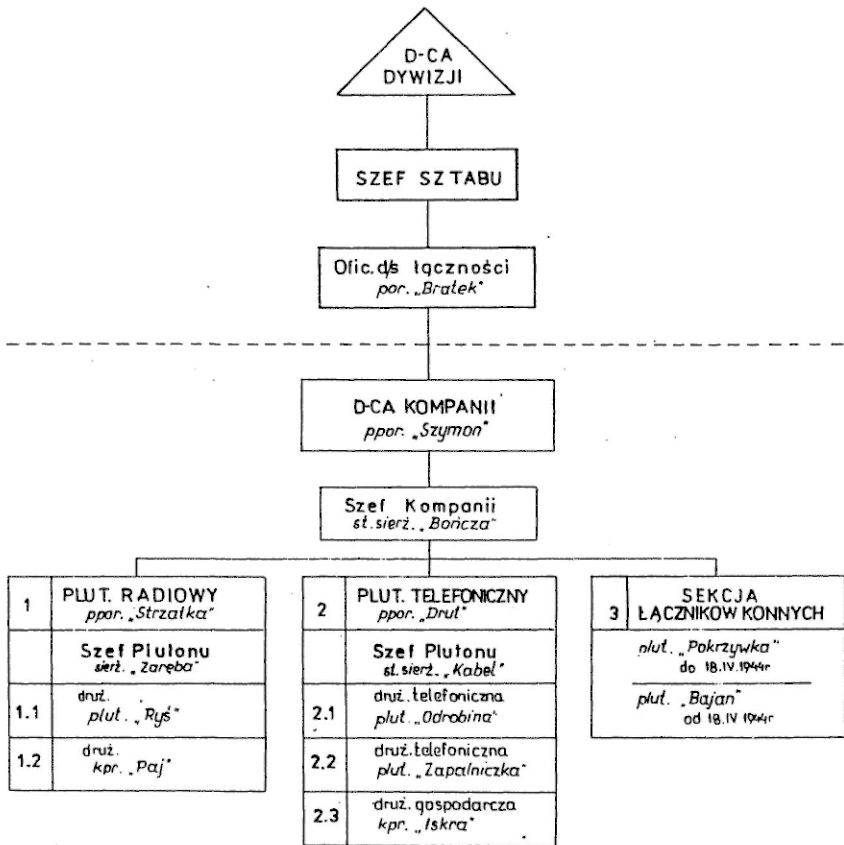 D-CA
DYWIZJI
SZEF SZTABU
Ofic. d/s łączności
por. „Bratek"
D-CA KOMPANII
ppor. „Szymon"
Szef Kompanii
st. sierż. „Bończa"
1
PLUT. RADIOWY
ppor. „Strzałka"
Szef Plutonu
sierż. „Zaręba"
1.1
druż.
plut. „Ryś"
1.2
druż.
kpr. „Paj"
2
PLUT. TELEFONICZNY
ppor. „Drut"
Szef Plutonu
st. sierż. „Kabel"
2.1
druż. telefoniczna
plut. „Odrobina"
2.2
druż. telefoniczna
plut. „Zapalniczka"
2.3
druż. gospodarcza
kpr. „Iskra"
3
SEKCJA
ŁĄCZNIKÓW KONNYCH
plut. „Pokrzywka"
do 18.IV.1944r
plut. „Bajan"
od 18.IV 1944r